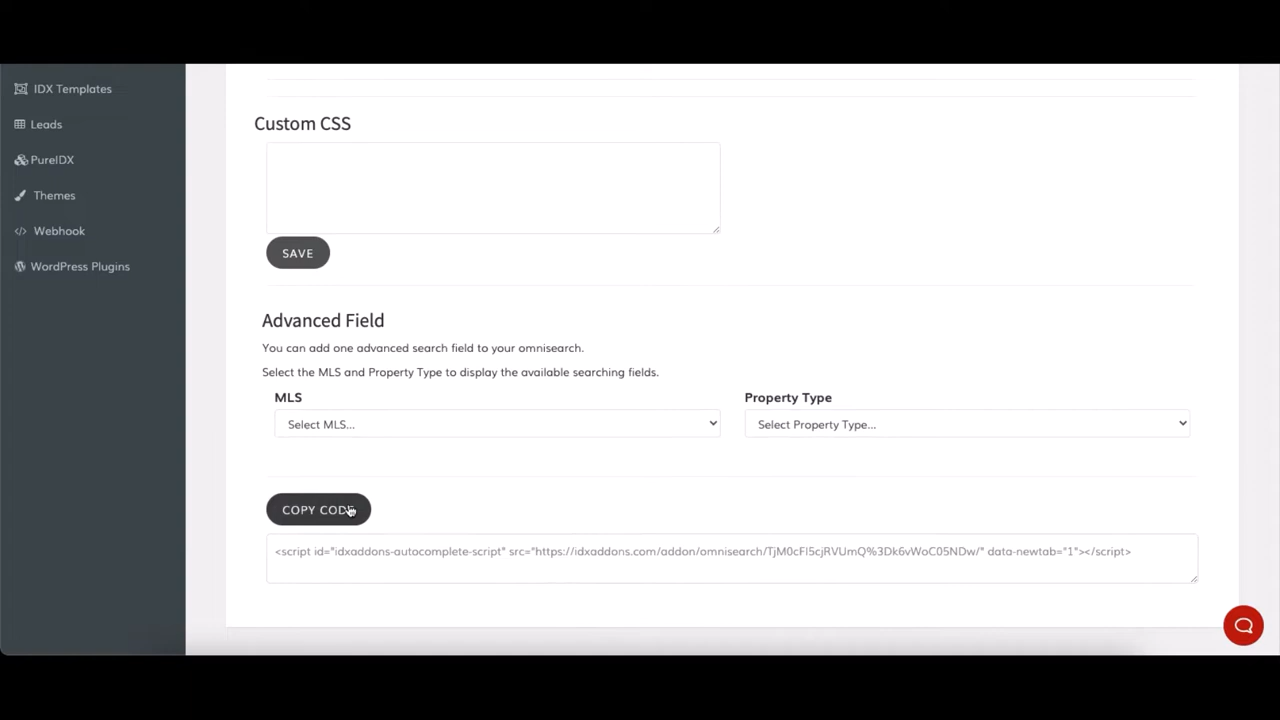 IDX Templates
Leads
PureIDX
Themes
Webhook
WordPress Plugins
Custom CSS
SAVE
Advanced Field
You can add one advanced search field to your omnisearch.
Select the MLS and Property Type to display the available searching fields.
MLS
Property Type
Select MLS...
Select Property Type...
COPY CODE
<script id="idxaddons-autocomplete-script" src="https://idxaddons.com/addon/omnisearch/TjM0cFl5cjRVUmQ%3Dk6vWoC05NDw/" data-newtab="1"></script>